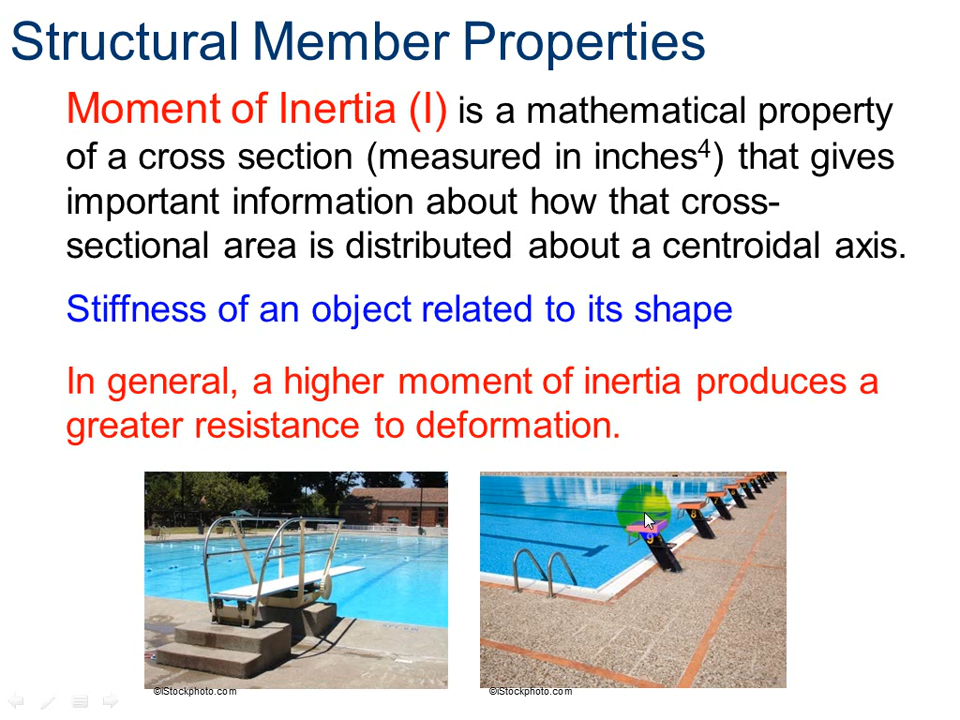 Structural Member Properties
Moment of Inertia (I) is a mathematical property
of a cross section (measured in inches⁴) that gives
important information about how that cross-
sectional area is distributed about a centroidal axis.
Stiffness of an object related to its shape
In general, a higher moment of inertia produces a
greater resistance to deformation.
9
8
©iStockphoto.com
©iStockphoto.com